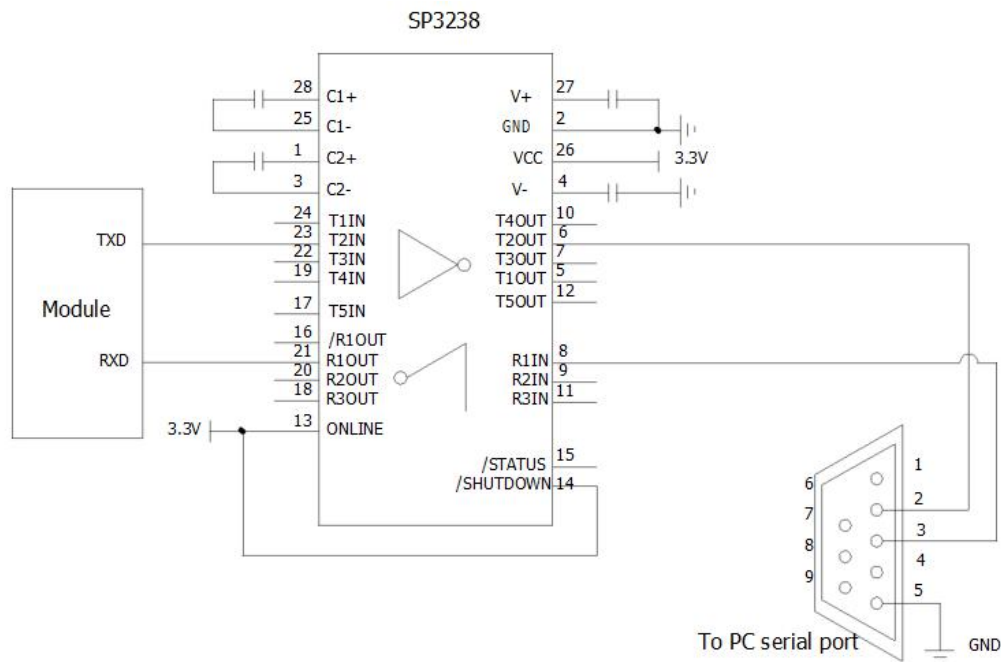 SP3238
28 C1+ V+ 27
25 C1- GND 2
1 C2+ VCC 26 3.3V
3 C2- V- 4
24 T1IN T4OUT 10
TXD 23 T2IN T2OUT 6
22 T3IN T3OUT 7
19 T4IN T1OUT 5
17 T5IN T5OUT 12
Module
16 /R1OUT
RXD 21 R1OUT R1IN 8
20 R2OUT R2IN 9
18 R3OUT R3IN 11
3.3V 13 ONLINE
/STATUS 15
/SHUTDOWN 14
1
6
2
7
3
8
4
9
5
To PC serial port
GND